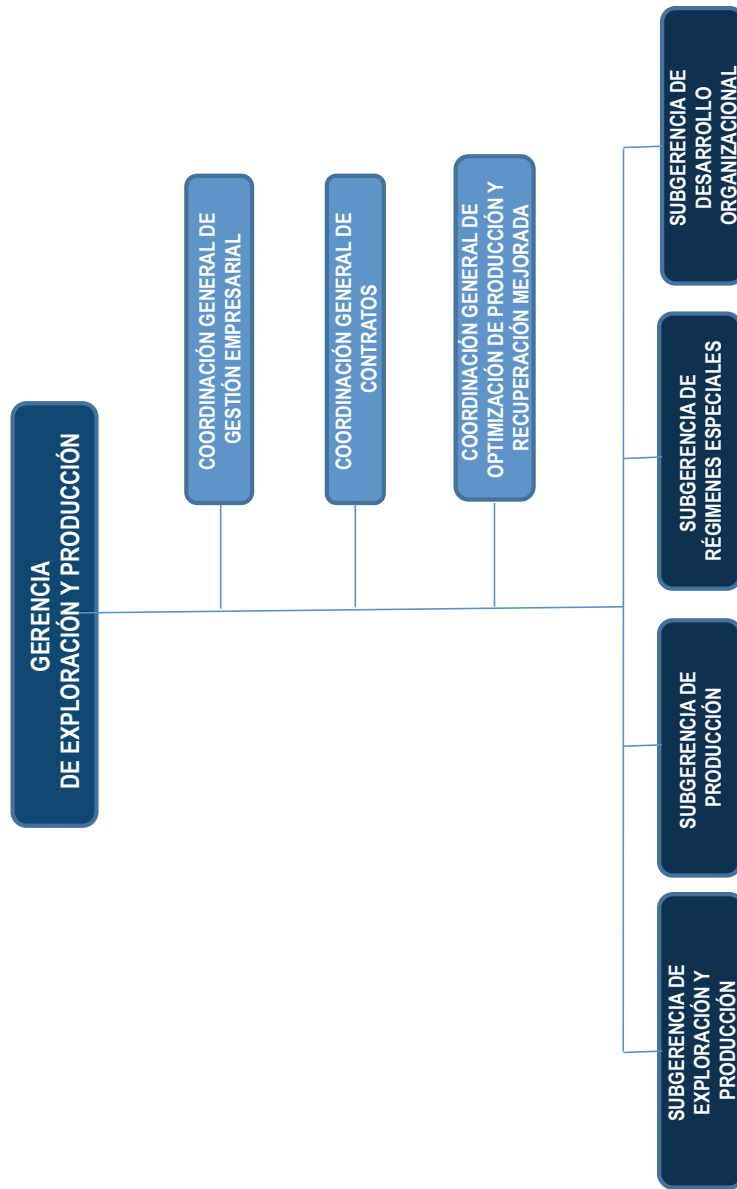 GERENCIA
DE EXPLORACIÓN Y PRODUCCIÓN
COORDINACIÓN GENERAL DE
GESTIÓN EMPRESARIAL
COORDINACIÓN GENERAL DE
CONTRATOS
COORDINACIÓN GENERAL DE
OPTIMIZACIÓN DE PRODUCCIÓN Y
RECUPERACIÓN MEJORADA
SUBGERENCIA DE
EXPLORACIÓN Y
PRODUCCIÓN
SUBGERENCIA DE
PRODUCCIÓN
SUBGERENCIA DE
RÉGIMENES ESPECIALES
SUBGERENCIA DE
DESARROLLO
ORGANIZACIONAL